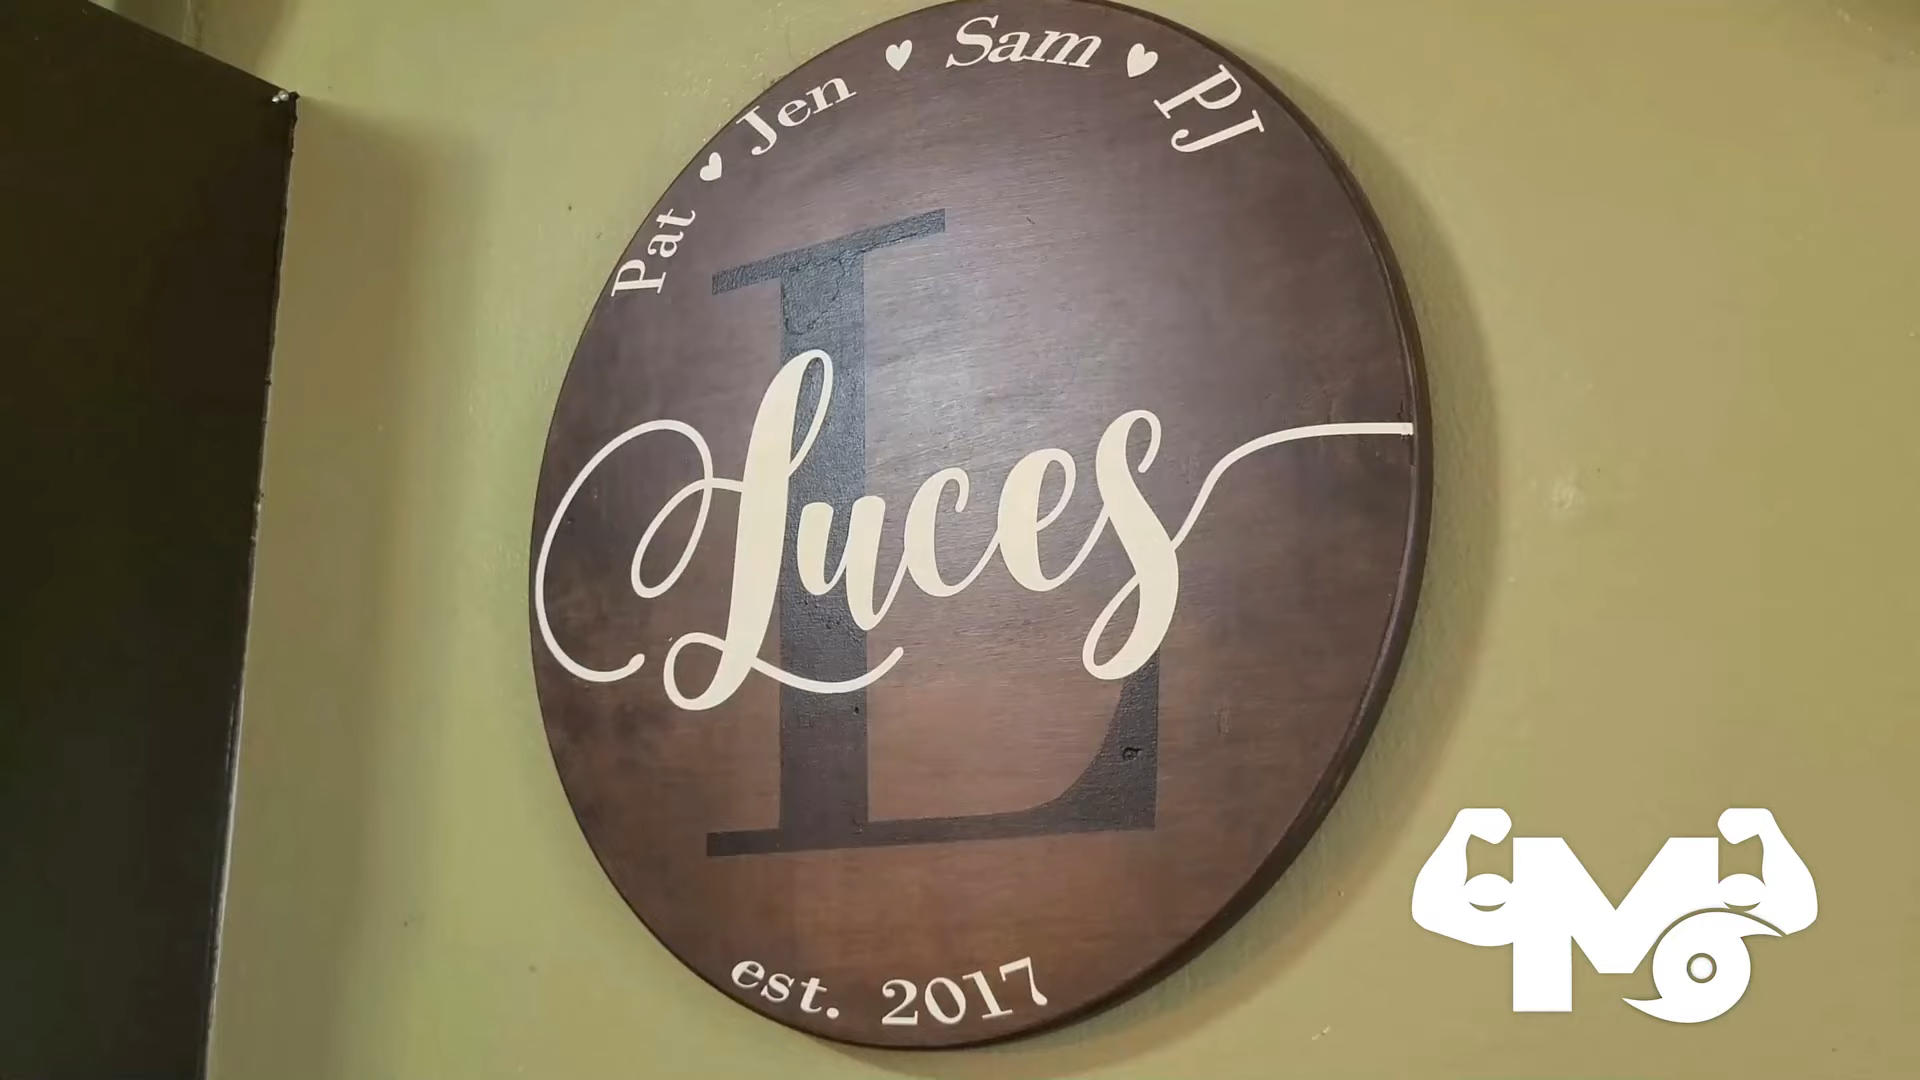 Pat ♥ Jen ♥ Sam ♥ PJ
L
Luces
est. 2017
M